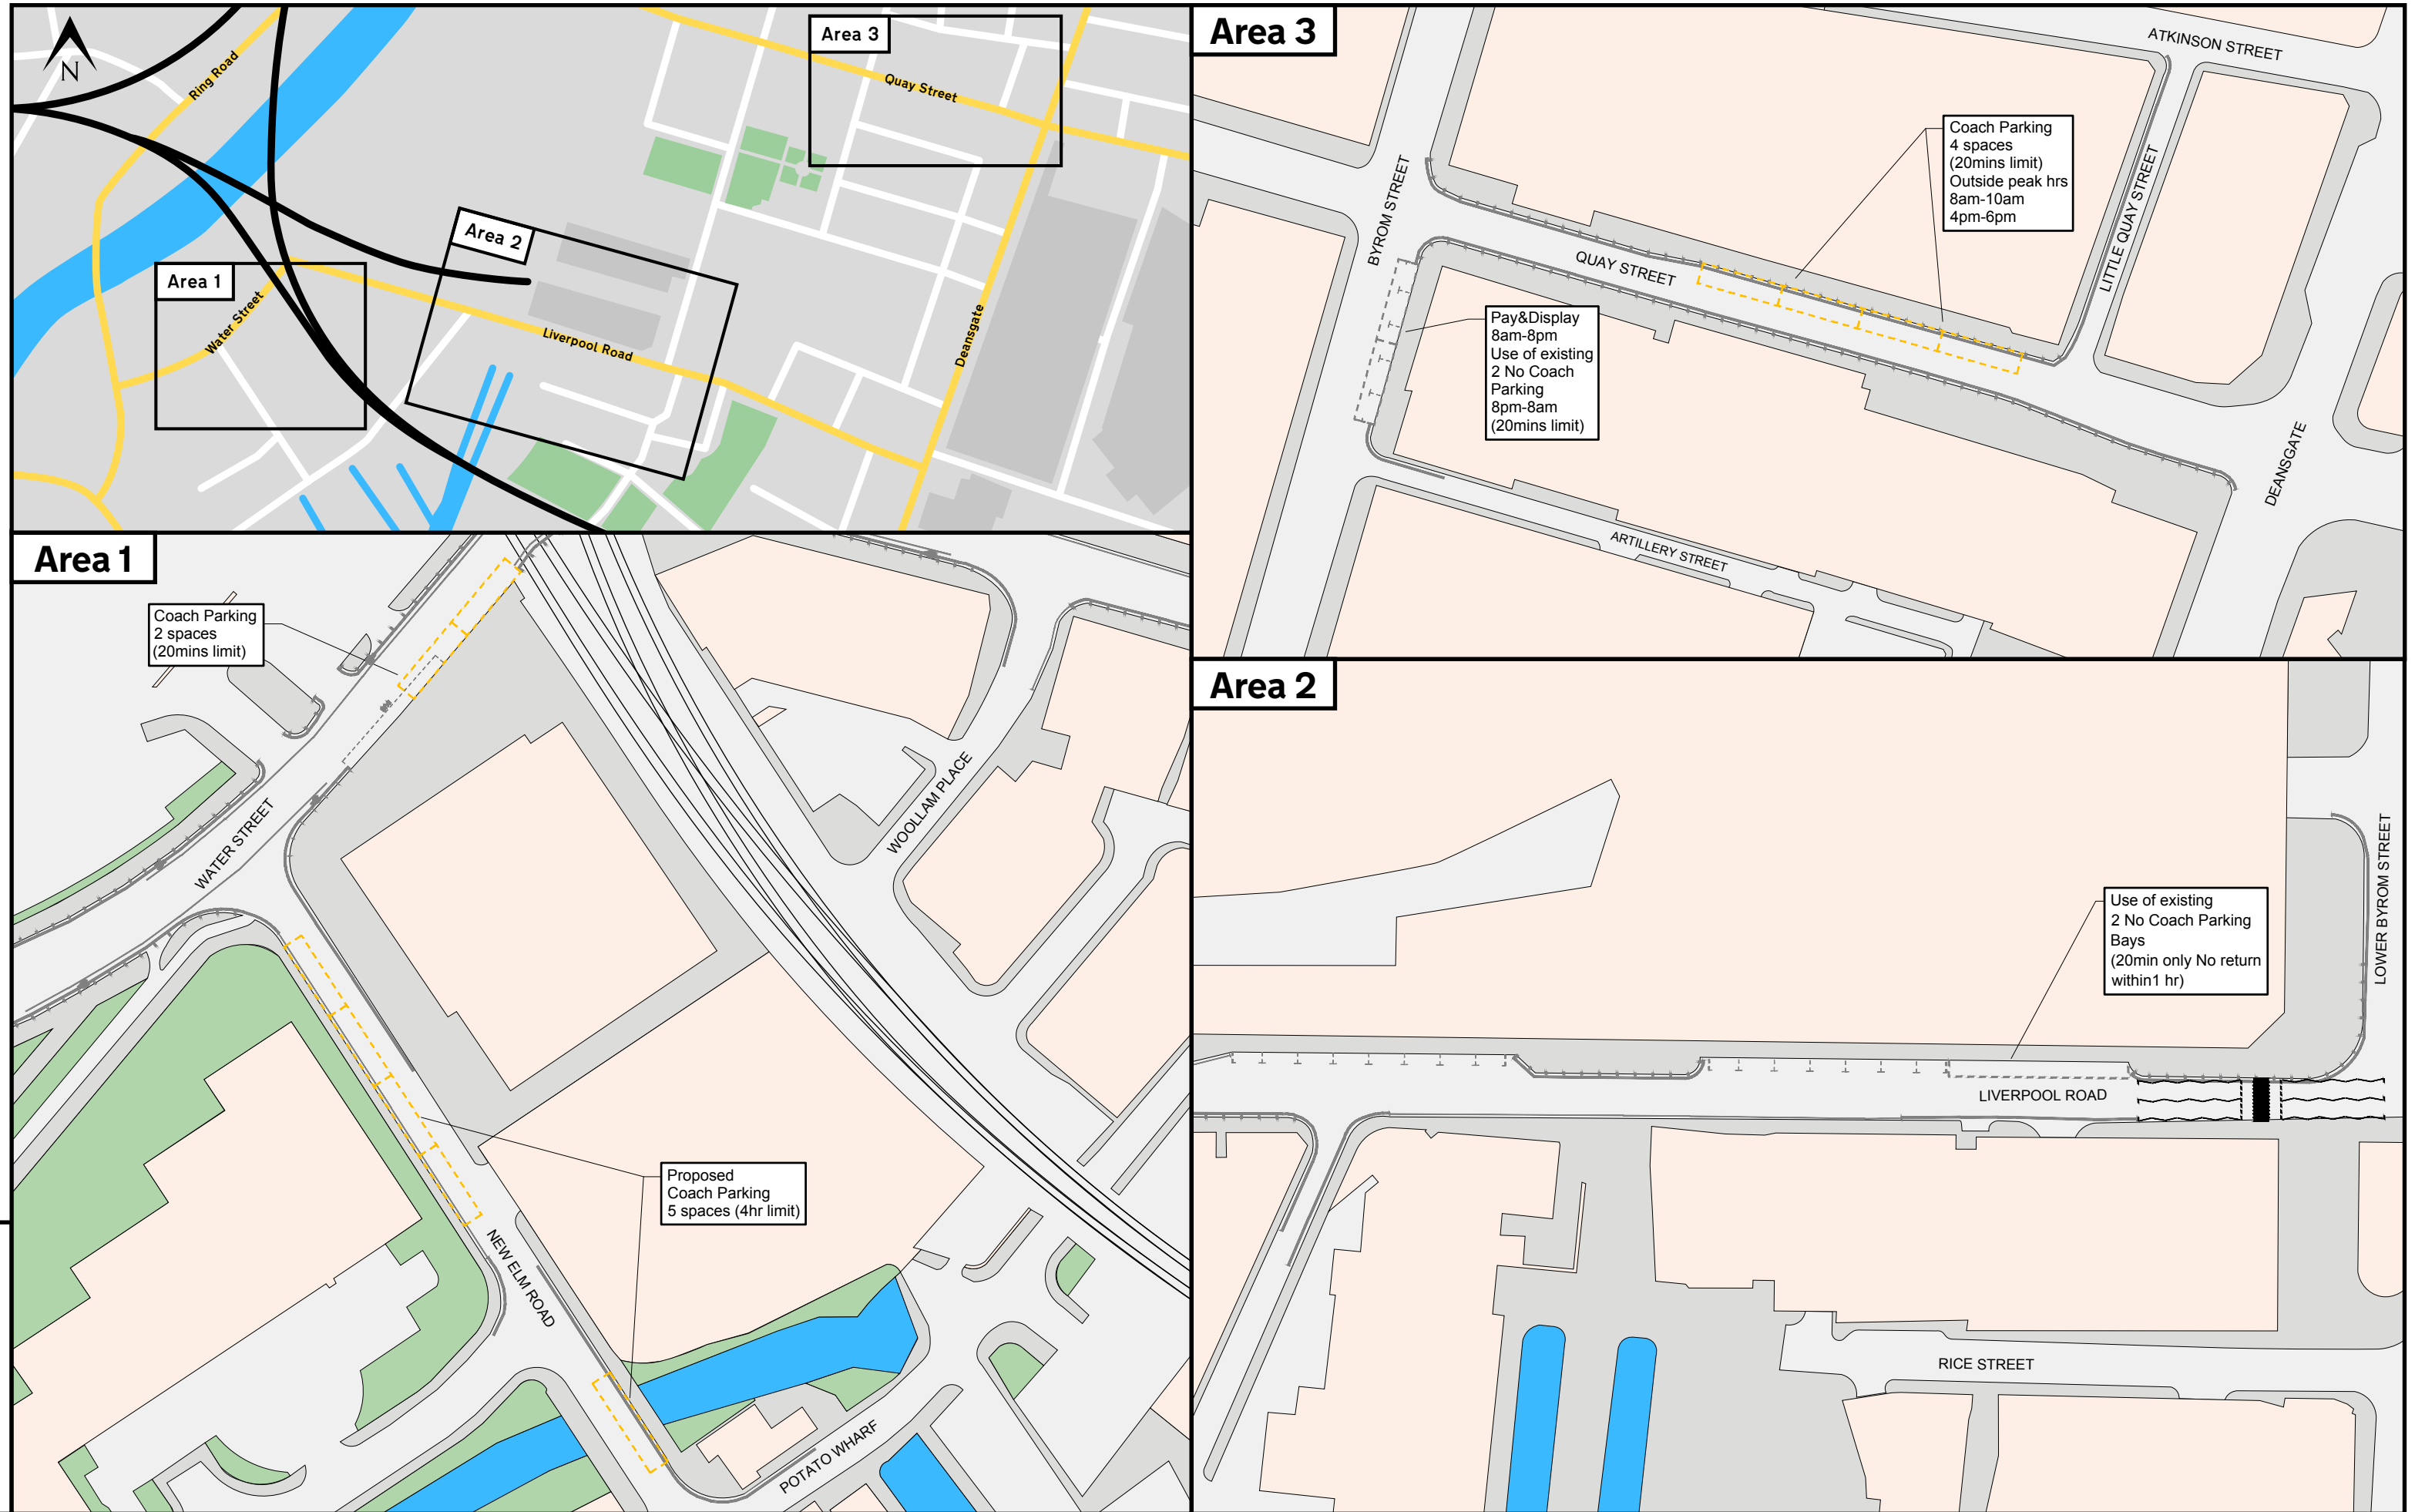 N
Ring Road
Area 3
Quay Street
Area 2
Area 1
Water Street
Liverpool Road
Deansgate
Area 3
ATKINSON STREET
Coach Parking
4 spaces
(20mins limit)
Outside peak hrs
8am-10am
4pm-6pm
BYROM STREET
QUAY STREET
LITTLE QUAY STREET
Pay&Display
8am-8pm
Use of existing
2 No Coach
Parking
8pm-8am
(20mins limit)
DEANSGATE
ARTILLERY STREET
Area 1
Coach Parking
2 spaces
(20mins limit)
WATER STREET
WOOLLAM PLACE
Proposed
Coach Parking
5 spaces (4hr limit)
NEW ELM ROAD
POTATO WHARF
Area 2
Use of existing
2 No Coach Parking
Bays
(20min only No return
within1 hr)
LOWER BYROM STREET
LIVERPOOL ROAD
RICE STREET